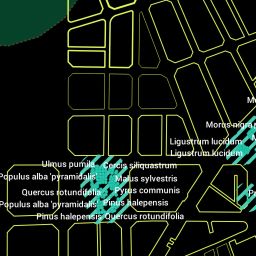 M
Morus nigra
Ligustrum lucidum
Ligustrum lucidum
Ulmus pumila Cercis siliquastrum
Populus alba 'pyramidalis' Malus sylvestris
Quercus rotundifolia Pyrus communis
Populus alba 'pyramidalis' Pinus halepensis
Pinus halepensis Quercus rotundifolia